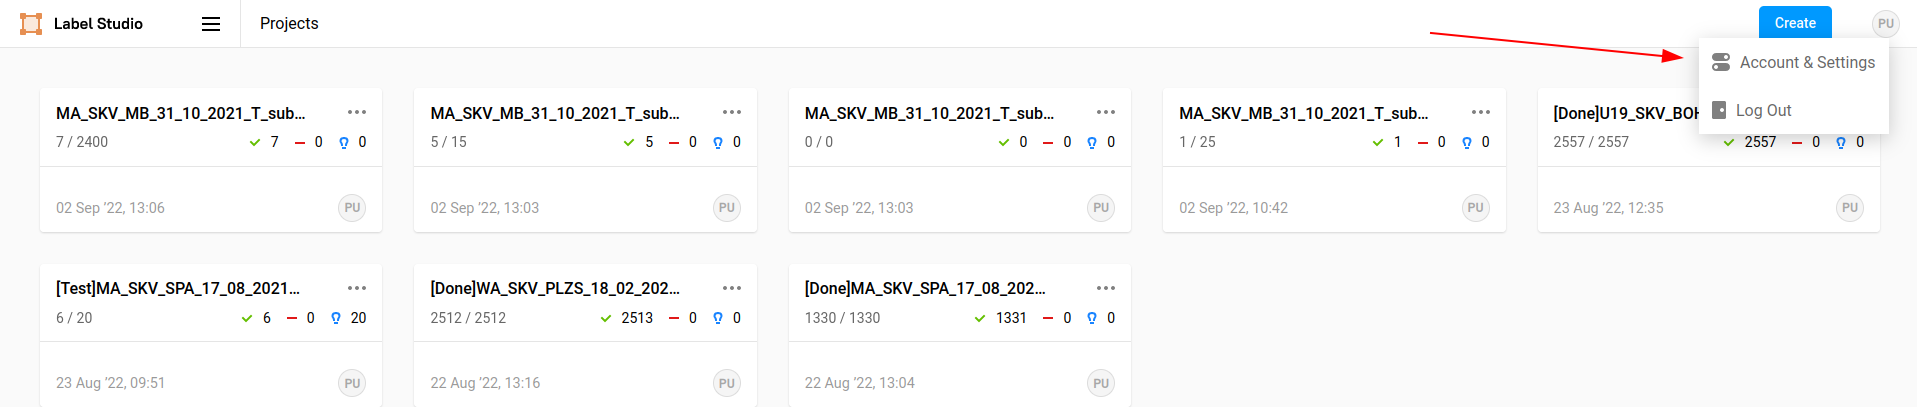 Label Studio
Projects
Create
PU
Account & Settings
Log Out
MA_SKV_MB_31_10_2021_T_sub...
7 / 2400 7 0 0
02 Sep ’22, 13:06 PU
MA_SKV_MB_31_10_2021_T_sub...
5 / 15 5 0 0
02 Sep ’22, 13:03 PU
MA_SKV_MB_31_10_2021_T_sub...
0 / 0 0 0 0
02 Sep ’22, 13:03 PU
MA_SKV_MB_31_10_2021_T_sub...
1 / 25 1 0 0
02 Sep ’22, 10:42 PU
[Done]U19_SKV_BOH
2557 / 2557 2557 0 0
23 Aug ’22, 12:35 PU
[Test]MA_SKV_SPA_17_08_2021...
6 / 20 6 0 20
23 Aug ’22, 09:51 PU
[Done]WA_SKV_PLZS_18_02_202...
2512 / 2512 2513 0 0
22 Aug ’22, 13:16 PU
[Done]MA_SKV_SPA_17_08_202...
1330 / 1330 1331 0 0
22 Aug ’22, 13:04 PU